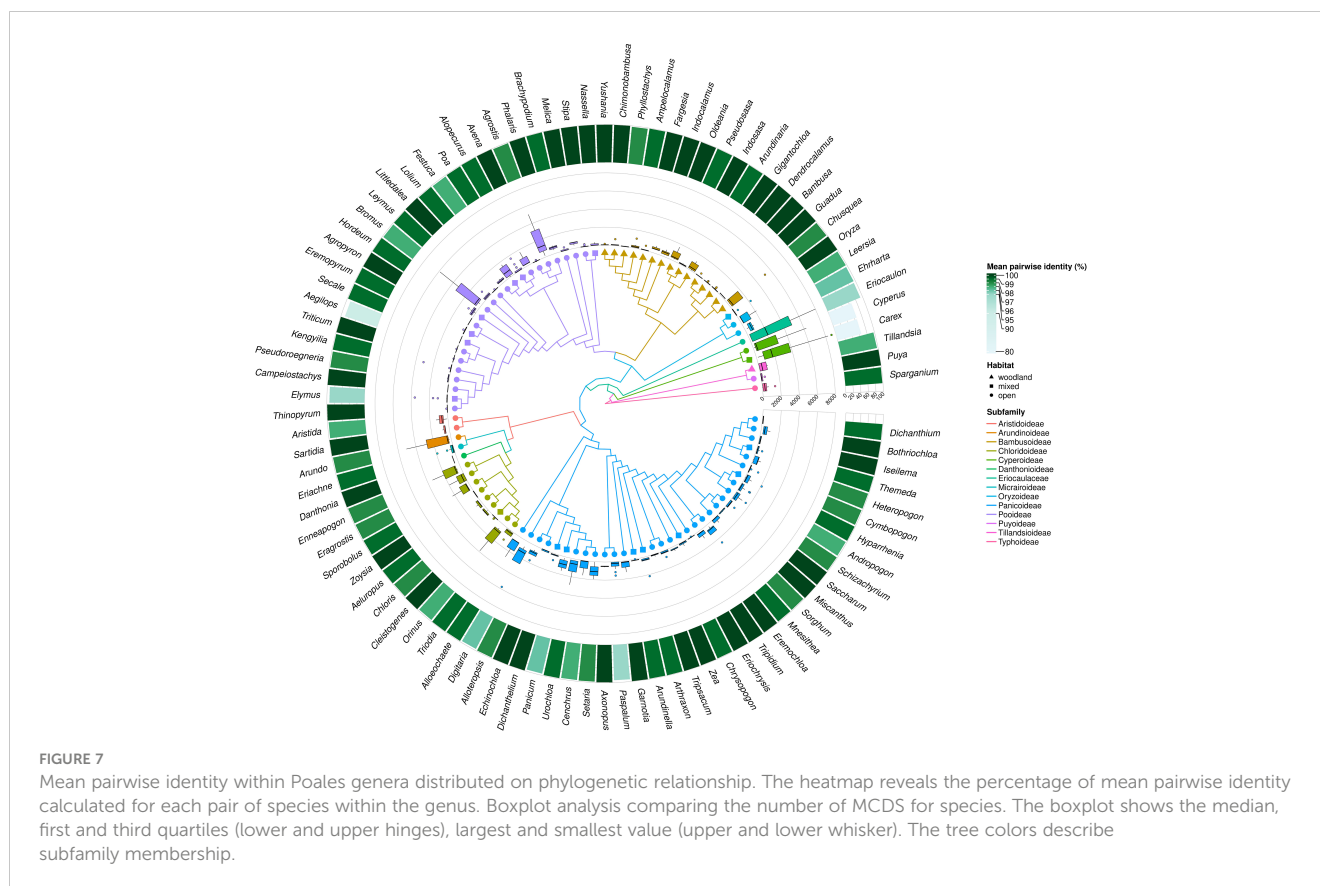 Yushania
Chimonobambusa
Phyllostachys
Ampelocalamus
Fargesia
Indocalamus
Oldeania
Pseudosasa
Indosasa
Arundinaria
Gigantochloa
Dendrocalamus
Bambusa
Guadua
Chusquea
Oryza
Leersia
Ehrharta
Eriocaulon
Cyperus
Carex
Tillandsia
Puya
Sparganium
Dichanthium
Bothriochloa
Iseilema
Themeda
Heteropogon
Cymbopogon
Hyparrhenia
Andropogon
Schizachyrium
Saccharum
Miscanthus
Sorghum
Mnesithea
Eremochloa
Tripidium
Eriochrysis
Chrysopogon
Zea
Tripsacum
Arthraxon
Arundinella
Garnotia
Paspalum
Axonopus
Setaria
Cenchrus
Urochloa
Panicum
Dichanthelium
Echinochloa
Alloteropsis
Digitaria
Alloeochaete
Triodia
Orinus
Cleistogenes
Chloris
Aeluropus
Zoysia
Sporobolus
Eragrostis
Enneapogon
Danthonia
Eriachne
Arundo
Sartidia
Aristida
Thinopyrum
Elymus
Campeiostachys
Pseudoroegneria
Kengyilia
Triticum
Aegilops
Secale
Eremopyrum
Agropyron
Hordeum
Bromus
Leymus
Littledalea
Lolium
Festuca
Poa
Alopecurus
Avena
Agrostis
Phalaris
Brachypodium
Melica
Stipa
Nassella
0 2000 4000 6000 8000
0 20 40 60 80 100
Mean pairwise identity (%)
100
99
98
97
96
95
90
80
Habitat
woodland
mixed
open
Subfamily
Aristidoideae
Arundinoideae
Bambusoideae
Chloridoideae
Cyperoideae
Danthonioideae
Eriocaulaceae
Micrairoideae
Oryzoideae
Panicoideae
Pooideae
Puyoideae
Tillandsioideae
Typhoideae
FIGURE 7
Mean pairwise identity within Poales genera distributed on phylogenetic relationship. The heatmap reveals the percentage of mean pairwise identity
calculated for each pair of species within the genus. Boxplot analysis comparing the number of MCDS for species. The boxplot shows the median,
first and third quartiles (lower and upper hinges), largest and smallest value (upper and lower whisker). The tree colors describe
subfamily membership.